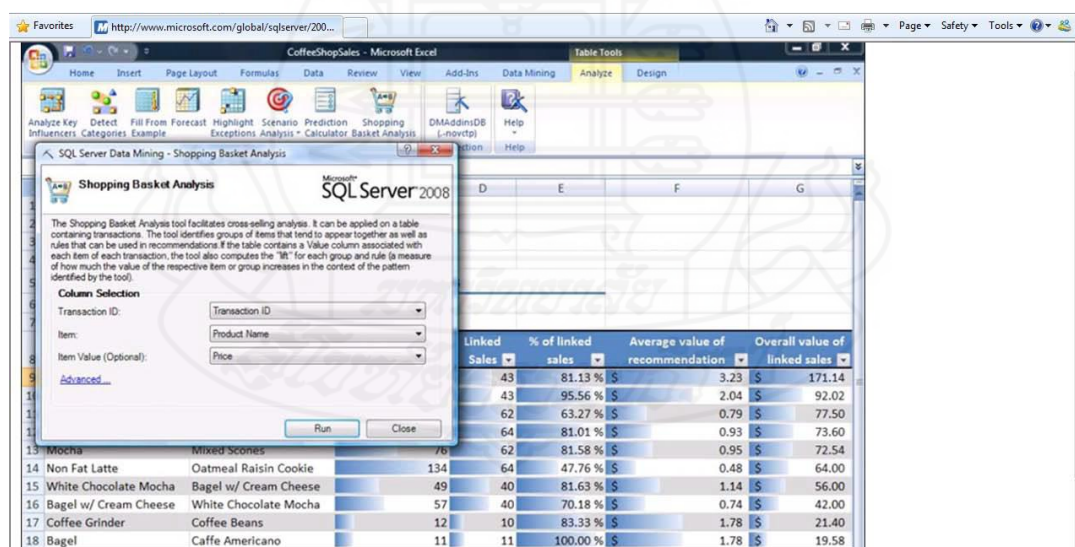 Favorites
http://www.microsoft.com/global/sqlserver/200...
Page
Safety
Tools
CoffeeShopSales - Microsoft Excel
Table Tools
Home Insert Page Layout Formulas Data Review View Add-Ins Data Mining Analyze Design
Analyze Key Influencers
Detect Categories
Fill From Example
Forecast
Highlight Exceptions
Scenario Analysis
Prediction Calculator
Shopping Basket Analysis
DMAddinsDB (.-novctp)
Help
Help
SQL Server Data Mining - Shopping Basket Analysis
Shopping Basket Analysis
Microsoft SQL Server 2008
The Shopping Basket Analysis tool facilitates cross-selling analysis. It can be applied on a table
containing transactions. The tool identifies groups of items that tend to appear together as well as
rules that can be used in recommendations. If the table contains a Value column associated with
each item of each transaction, the tool also computes the "lift" for each group and rule (a measure
of how much the value of the respective item or group increases in the context of the pattern
identified by the tool).
Column Selection
Transaction ID: Transaction ID
Item: Product Name
Item Value (Optional): Price
Advanced ...
Run Close
D E F G
Linked Sales
% of linked sales
Average value of recommendation
Overall value of linked sales
43 81.13 % $ 3.23 $ 171.14
43 95.56 % $ 2.04 $ 92.02
62 63.27 % $ 0.79 $ 77.50
64 81.01 % $ 0.93 $ 73.60
13 Mocha Mixed Scones 76 62 81.58 % $ 0.95 $ 72.54
14 Non Fat Latte Oatmeal Raisin Cookie 134 64 47.76 % $ 0.48 $ 64.00
15 White Chocolate Mocha Bagel w/ Cream Cheese 49 40 81.63 % $ 1.14 $ 56.00
16 Bagel w/ Cream Cheese White Chocolate Mocha 57 40 70.18 % $ 0.74 $ 42.00
17 Coffee Grinder Coffee Beans 12 10 83.33 % $ 1.78 $ 21.40
18 Bagel Caffe Americano 11 11 100.00 % $ 1.78 $ 19.58